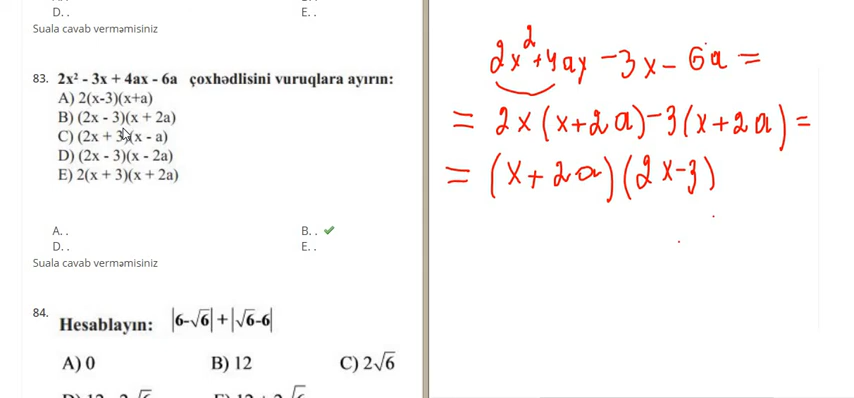 D. .
E. .
Suala cavab verməmisiniz
83. 2x² - 3x + 4ax - 6a çoxhədlisini vuruqlara ayırın:
A) 2(x-3)(x+a)
B) (2x - 3)(x + 2a)
C) (2x + 3)(x - a)
D) (2x - 3)(x - 2a)
E) 2(x + 3)(x + 2a)
A. .
B. . ✔
D. .
E. .
Suala cavab verməmisiniz
84. Hesablayın: |6-√6|+|√6-6|
A) 0
B) 12
C) 2√6
2x²+4ax -3x - 6a =
= 2x(x+2a)-3(x+2a)=
= (x+2a)(2x-3)